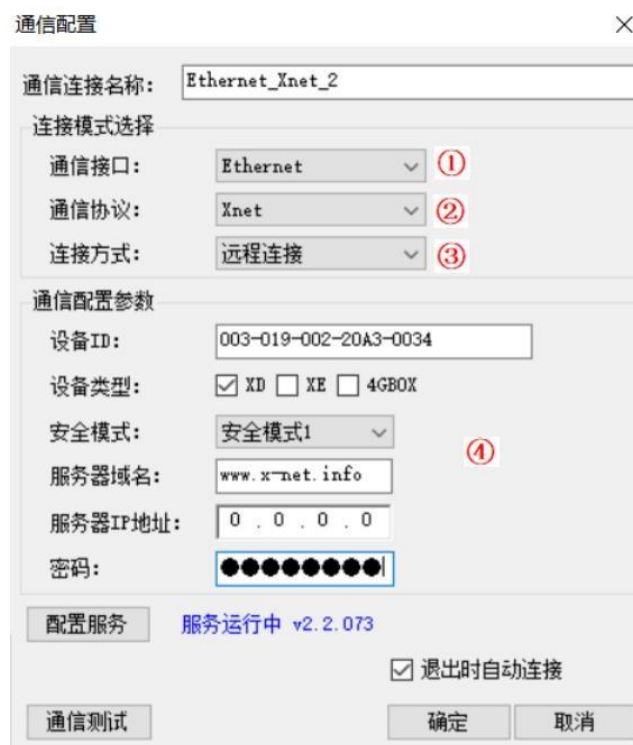 通信配置
通信连接名称: Ethernet_Xnet_2
连接模式选择
通信接口: Ethernet ①
通信协议: Xnet ②
连接方式: 远程连接 ③
通信配置参数
设备ID: 003-019-002-20A3-0034
设备类型: XD XE 4GBOX
安全模式: 安全模式1 ④
服务器域名: www.x-net.info
服务器IP地址: 0 . 0 . 0 . 0
密码: ●●●●●●●●
配置服务 服务运行中 v2.2.073
退出时自动连接
通信测试 确定 取消